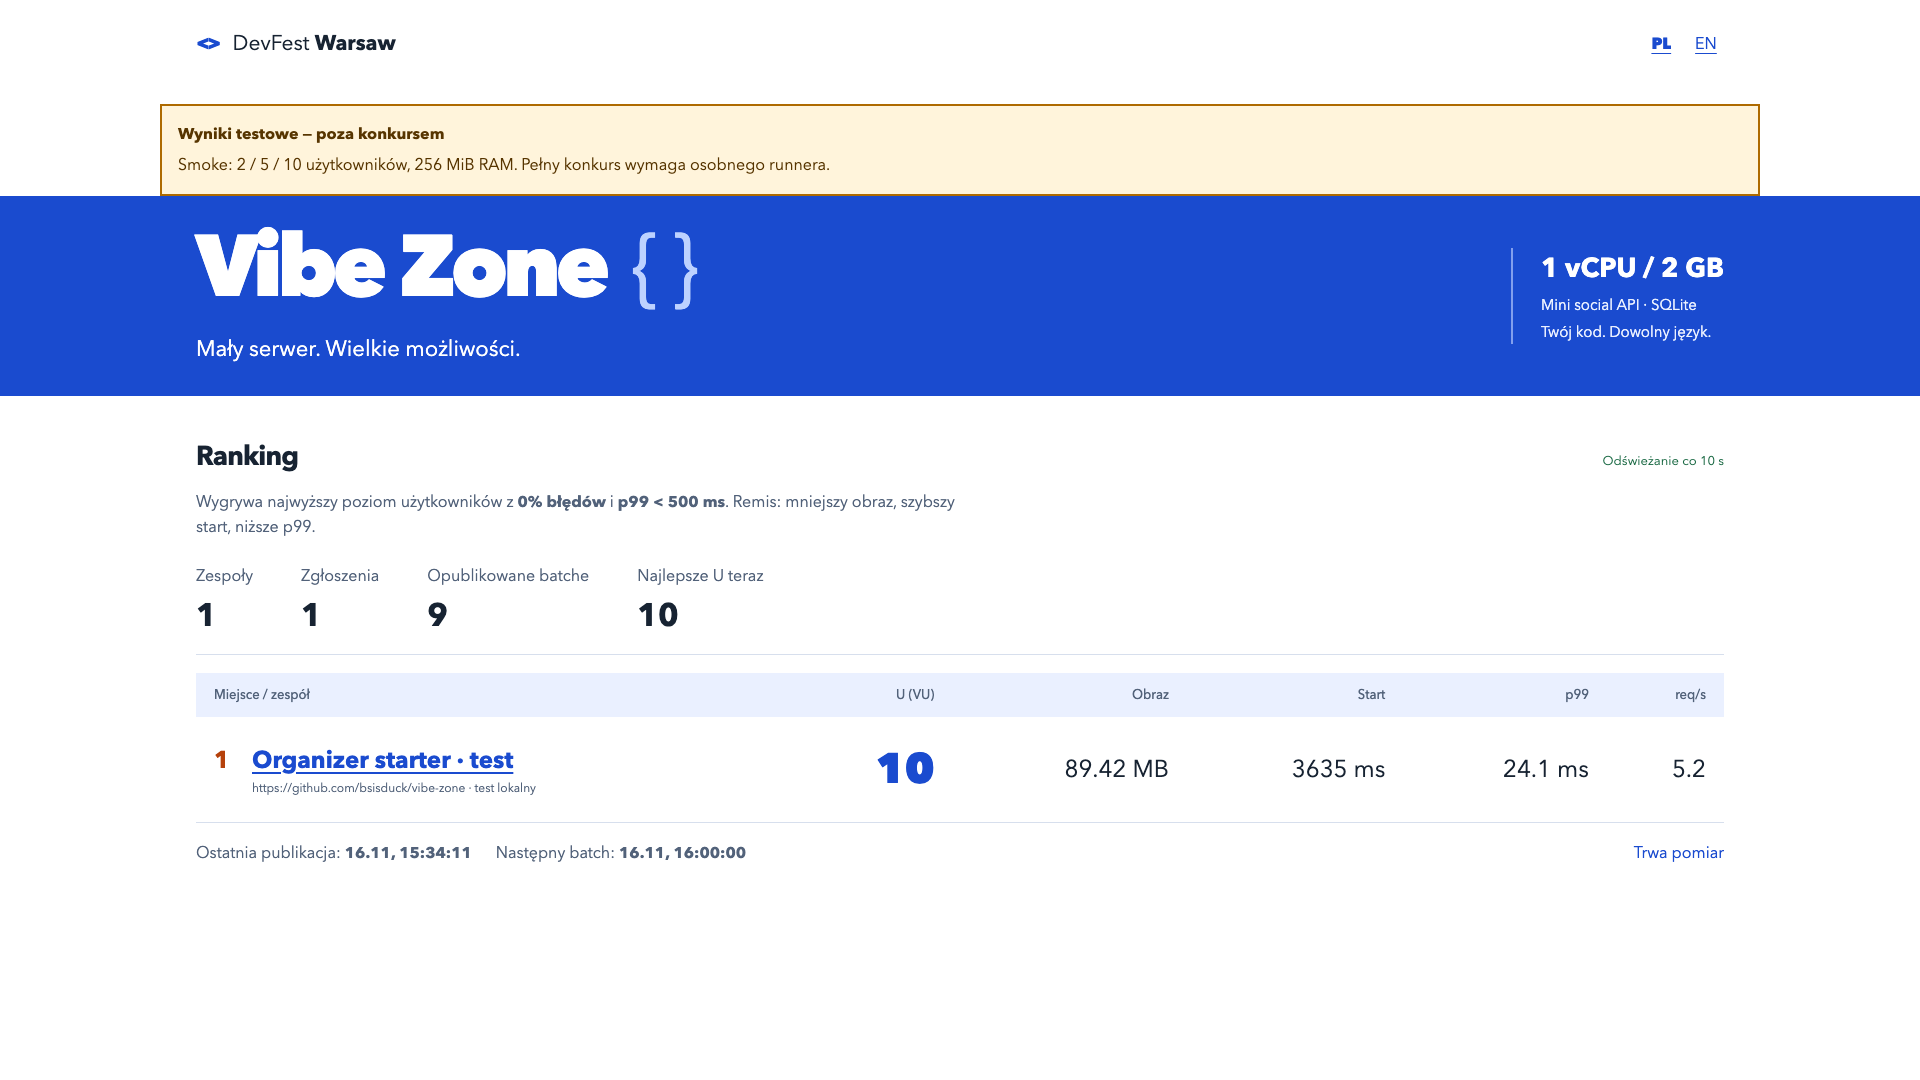 <> DevFest Warsaw
PL EN
Wyniki testowe — poza konkursem
Smoke: 2 / 5 / 10 użytkowników, 256 MiB RAM. Pełny konkurs wymaga osobnego runnera.
Vibe Zone { }
Mały serwer. Wielkie możliwości.
1 vCPU / 2 GB
Mini social API · SQLite
Twój kod. Dowolny język.
Ranking
Odświeżanie co 10 s
Wygrywa najwyższy poziom użytkowników z 0% błędów i p99 < 500 ms. Remis: mniejszy obraz, szybszy
start, niższe p99.
Zespoły Zgłoszenia Opublikowane batche Najlepsze U teraz
1 1 9 10
Miejsce / zespół U (VU) Obraz Start p99 req/s
1 Organizer starter · test 10 89.42 MB 3635 ms 24.1 ms 5.2
https://github.com/bsisduck/vibe-zone · test lokalny
Ostatnia publikacja: 16.11, 15:34:11 Następny batch: 16.11, 16:00:00 Trwa pomiar